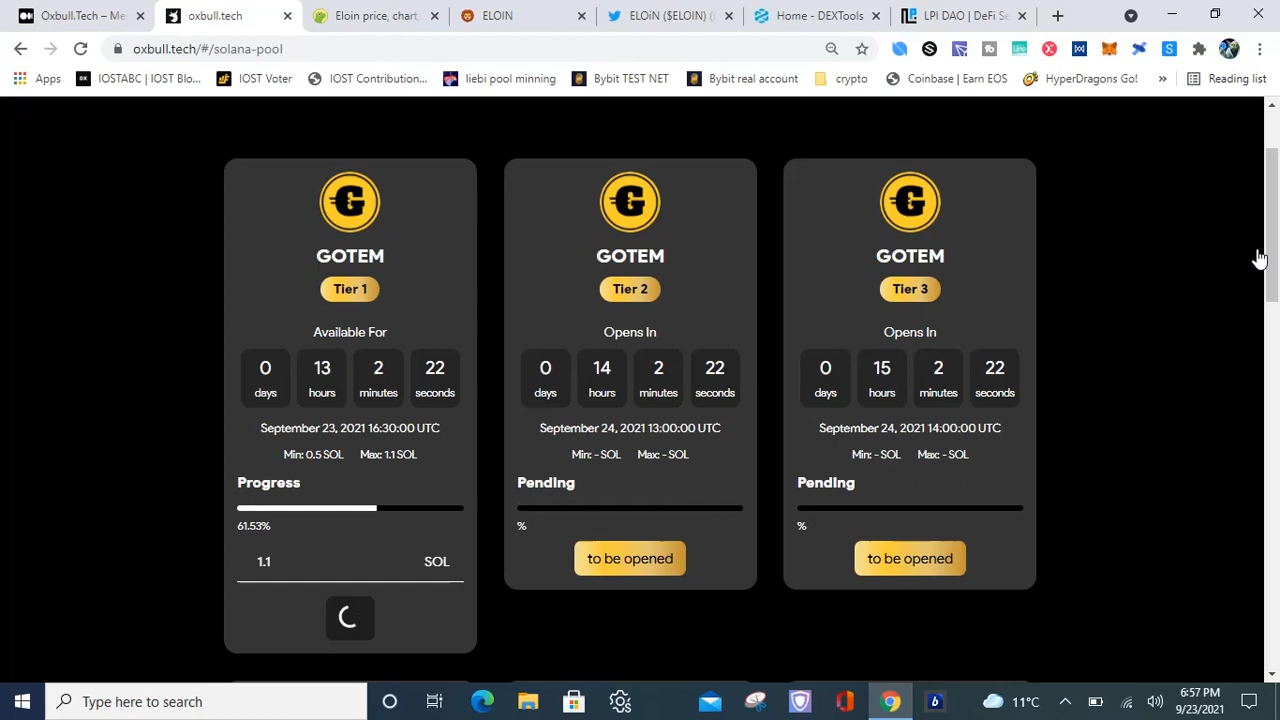 Oxbull.Tech – Me
oxbull.tech
Eloin price, chart,
ELOIN
ELOiN ($ELOIN) (
Home - DEXTools
LPI DAO | DeFi Se
oxbull.tech/#/solana-pool
Apps
IOSTABC | IOST Blo...
IOST Voter
IOST Contribution...
liebi pool minning
Bybit TEST NET
Bybit real account
crypto
Coinbase | Earn EOS
HyperDragons Go!
»
Reading list
GOTEM
GOTEM
GOTEM
Tier 1
Tier 2
Tier 3
Available For
Opens In
Opens In
0 13 2 22
days hours minutes seconds
0 14 2 22
days hours minutes seconds
0 15 2 22
days hours minutes seconds
September 23, 2021 16:30:00 UTC
September 24, 2021 13:00:00 UTC
September 24, 2021 14:00:00 UTC
Min: 0.5 SOL Max: 1.1 SOL
Min: - SOL Max: - SOL
Min: - SOL Max: - SOL
Progress
Pending
Pending
61.53%
%
%
1.1 SOL
to be opened
to be opened
Type here to search
11°C
6:57 PM
9/23/2021